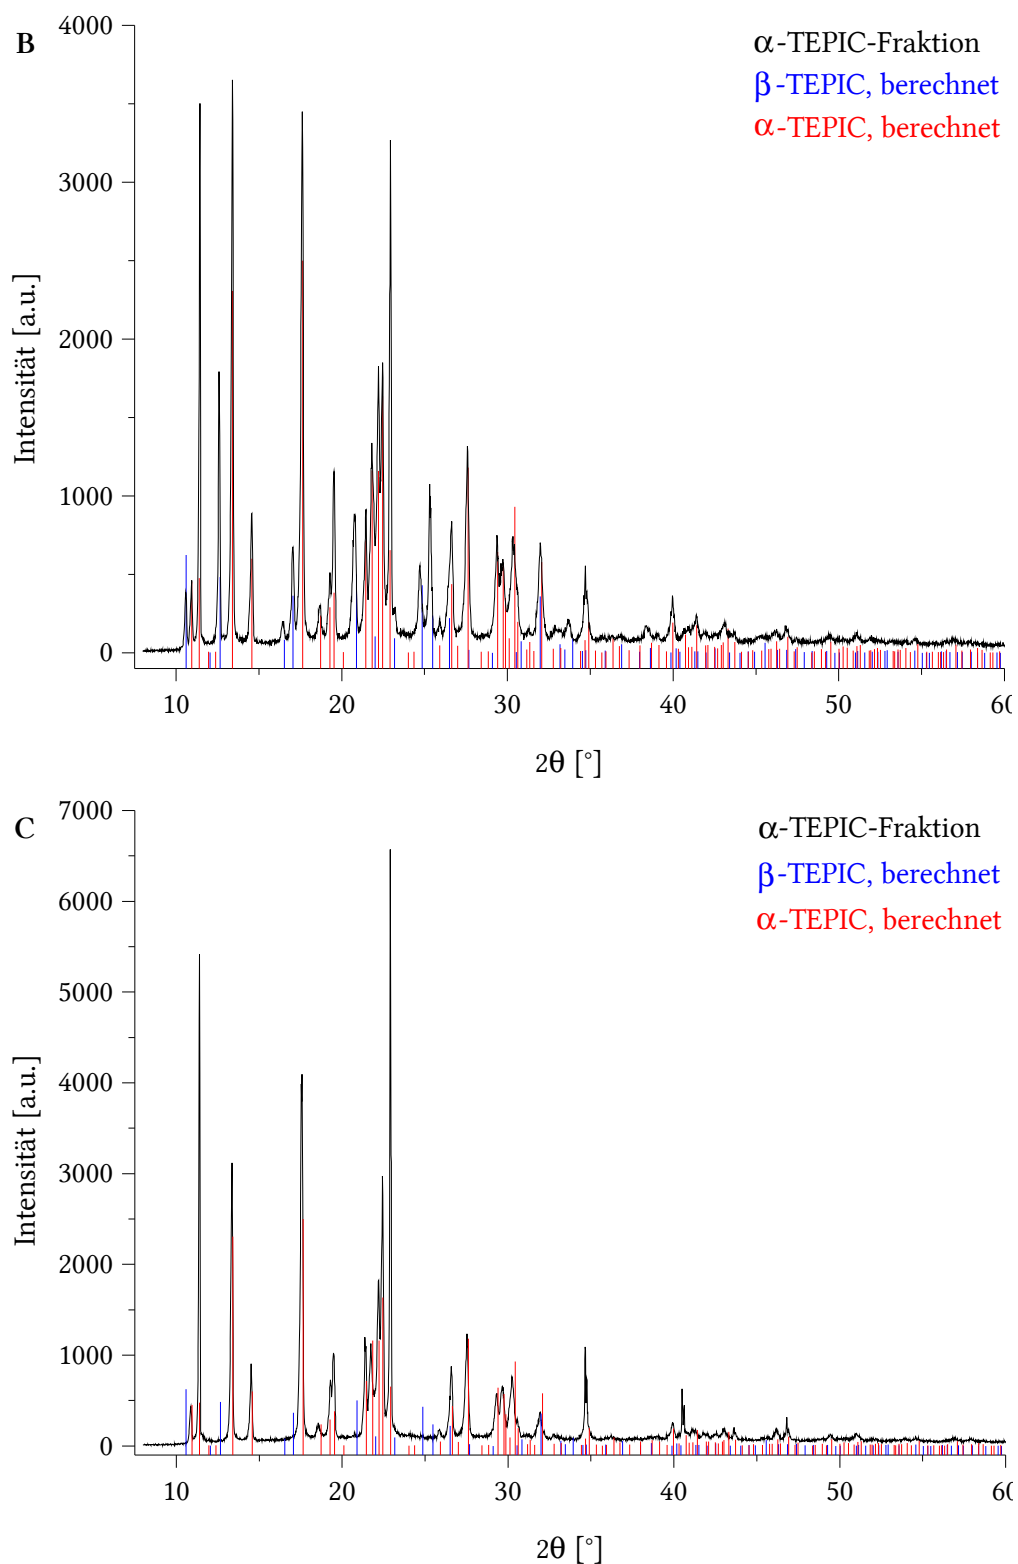 B
4000
α-TEPIC-Fraktion
β-TEPIC, berechnet
α-TEPIC, berechnet
3000
2000
1000
0
Intensität [a.u.]
10 20 30 40 50 60
2θ [°]
C
7000
α-TEPIC-Fraktion
β-TEPIC, berechnet
α-TEPIC, berechnet
6000
5000
4000
3000
2000
1000
0
Intensität [a.u.]
10 20 30 40 50 60
2θ [°]